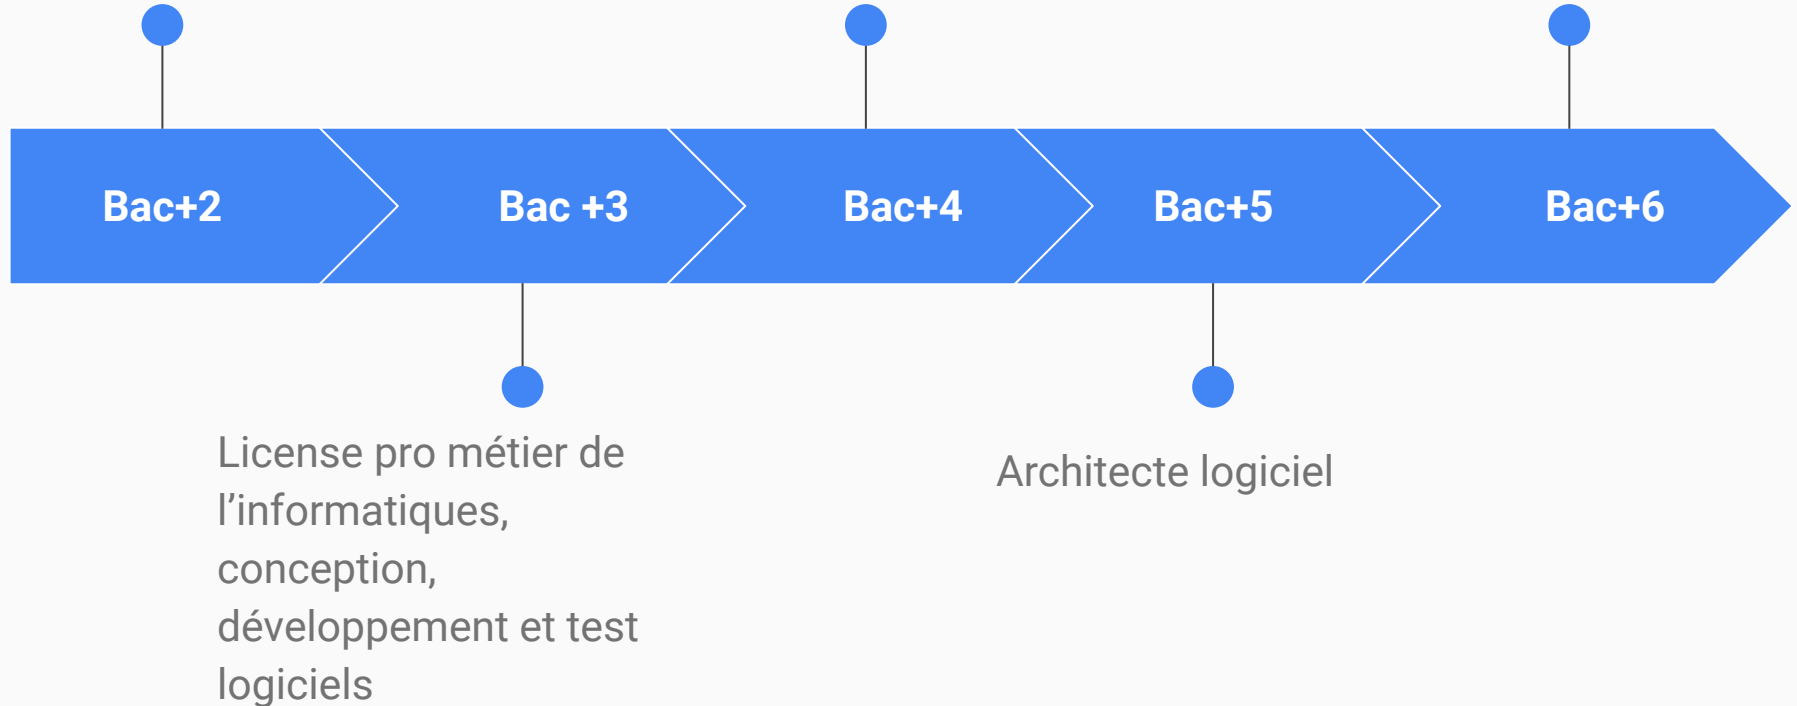 Bac+2
Bac +3
Bac+4
Bac+5
Bac+6
License pro métier de
l’informatiques,
conception,
développement et test
logiciels
Architecte logiciel